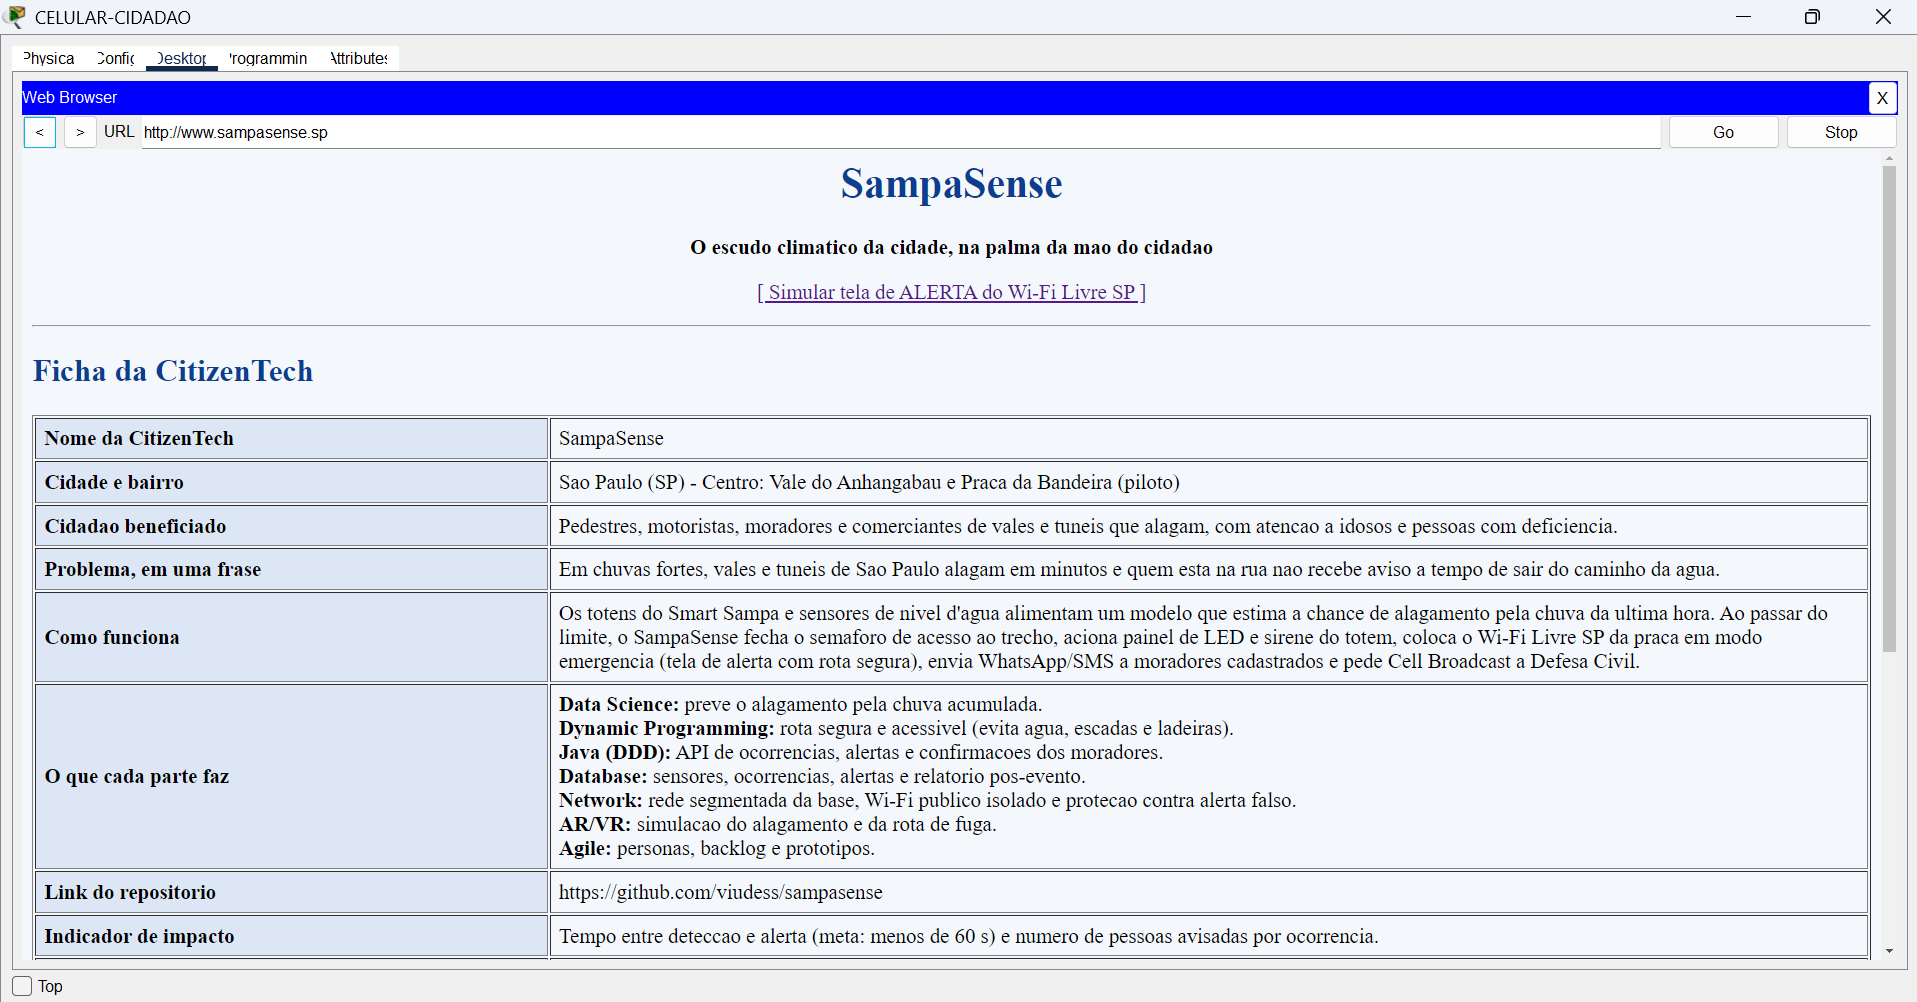 CELULAR-CIDADAO
Physica Config Desktop Programmin Attributes
Web Browser
X
< > URL http://www.sampasense.sp Go Stop
SampaSense
O escudo climatico da cidade, na palma da mao do cidadao
[ Simular tela de ALERTA do Wi-Fi Livre SP ]
Ficha da CitizenTech
Nome da CitizenTech
SampaSense
Cidade e bairro
Sao Paulo (SP) - Centro: Vale do Anhangabau e Praca da Bandeira (piloto)
Cidadao beneficiado
Pedestres, motoristas, moradores e comerciantes de vales e tuneis que alagam, com atencao a idosos e pessoas com deficiencia.
Problema, em uma frase
Em chuvas fortes, vales e tuneis de Sao Paulo alagam em minutos e quem esta na rua nao recebe aviso a tempo de sair do caminho da agua.
Como funciona
Os totens do Smart Sampa e sensores de nivel d'agua alimentam um modelo que estima a chance de alagamento pela chuva da ultima hora. Ao passar do
limite, o SampaSense fecha o semaforo de acesso ao trecho, aciona painel de LED e sirene do totem, coloca o Wi-Fi Livre SP da praca em modo
emergencia (tela de alerta com rota segura), envia WhatsApp/SMS a moradores cadastrados e pede Cell Broadcast a Defesa Civil.
O que cada parte faz
Data Science: preve o alagamento pela chuva acumulada.
Dynamic Programming: rota segura e acessivel (evita agua, escadas e ladeiras).
Java (DDD): API de ocorrencias, alertas e confirmacoes dos moradores.
Database: sensores, ocorrencias, alertas e relatorio pos-evento.
Network: rede segmentada da base, Wi-Fi publico isolado e protecao contra alerta falso.
AR/VR: simulacao do alagamento e da rota de fuga.
Agile: personas, backlog e prototipos.
Link do repositorio
https://github.com/viudess/sampasense
Indicador de impacto
Tempo entre deteccao e alerta (meta: menos de 60 s) e numero de pessoas avisadas por ocorrencia.
Top